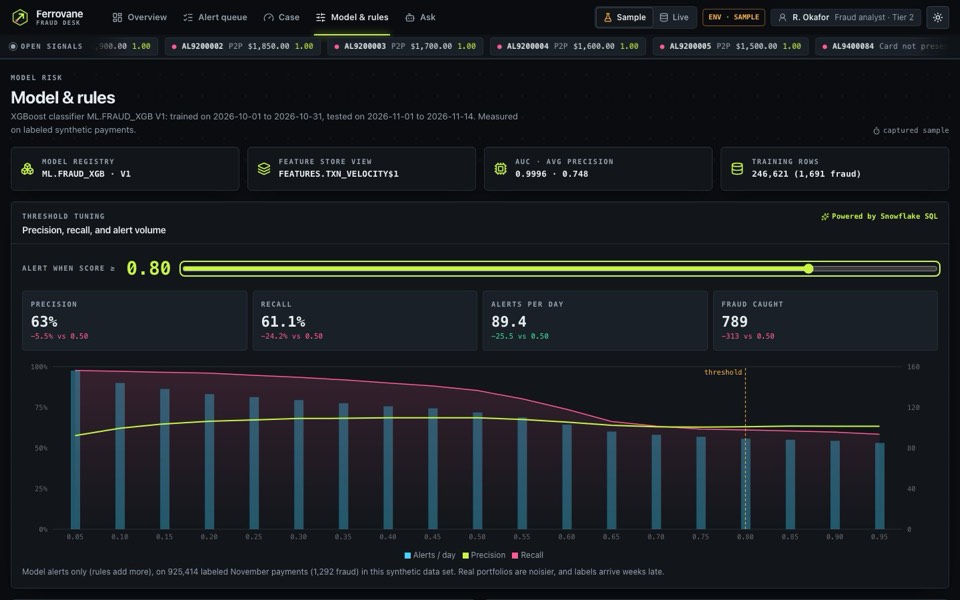 Ferrovane
FRAUD DESK
Overview
Alert queue
Case
Model & rules
Ask
Sample
Live
ENV · SAMPLE
R. Okafor Fraud analyst · Tier 2
OPEN SIGNALS
.900.00 1.00
AL9200002 P2P $1,850.00 1.00
AL9200003 P2P $1,700.00 1.00
AL9200004 P2P $1,600.00 1.00
AL9200005 P2P $1,500.00 1.00
AL9400084 Card not prese
MODEL RISK
Model & rules
XGBoost classifier ML.FRAUD_XGB V1: trained on 2026-10-01 to 2026-10-31, tested on 2026-11-01 to 2026-11-14. Measured
on labeled synthetic payments.
captured sample
MODEL REGISTRY
ML.FRAUD_XGB · V1
FEATURE STORE VIEW
FEATURES.TXN_VELOCITY$1
AUC · AVG PRECISION
0.9996 · 0.748
TRAINING ROWS
246,621 (1,691 fraud)
THRESHOLD TUNING
Precision, recall, and alert volume
Powered by Snowflake SQL
ALERT WHEN SCORE ≥ 0.80
PRECISION
63%
−5.5% vs 0.50
RECALL
61.1%
−24.2% vs 0.50
ALERTS PER DAY
89.4
−25.5 vs 0.50
FRAUD CAUGHT
789
−313 vs 0.50
100%
75%
50%
25%
0%
threshold
160
120
80
40
0
0.05 0.10 0.15 0.20 0.25 0.30 0.35 0.40 0.45 0.50 0.55 0.60 0.65 0.70 0.75 0.80 0.85 0.90 0.95
Alerts / day Precision Recall
Model alerts only (rules add more), on 925,414 labeled November payments (1,292 fraud) in this synthetic data set. Real portfolios are noisier, and labels arrive weeks late.